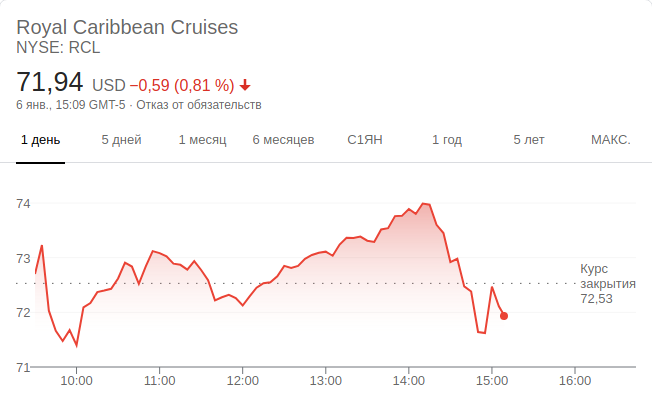 Royal Caribbean Cruises
NYSE: RCL
71,94 USD −0,59 (0,81 %)
6 янв., 15:09 GMT-5 · Отказ от обязательств
1 день 5 дней 1 месяц 6 месяцев С1ЯН 1 год 5 лет МАКС.
74
73
Курс
закрытия
72,53
72
71
10:00 11:00 12:00 13:00 14:00 15:00 16:00